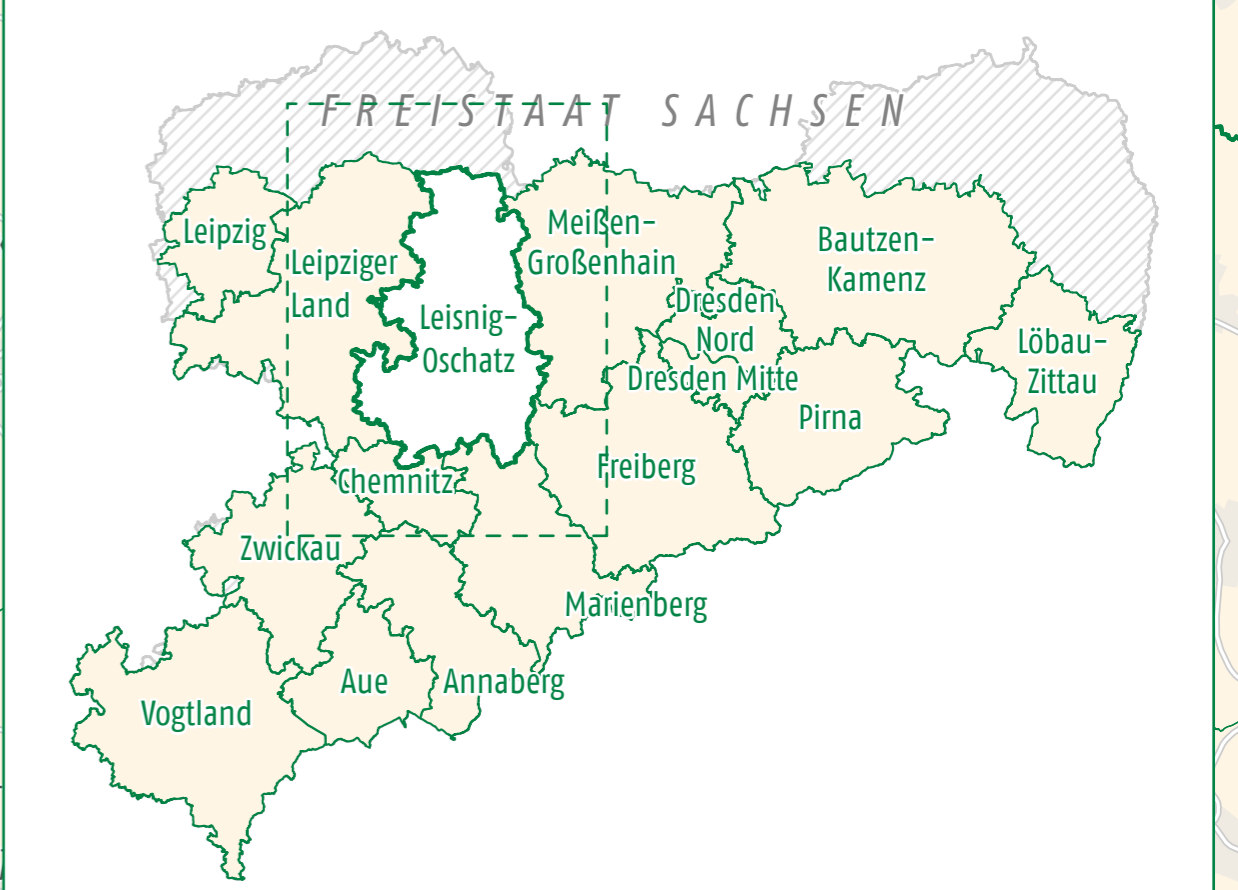 FREISTAAT SACHSEN
Leipzig
Leipziger
Land
Leisnig-
Oschatz
Meißen-
Großenhain
Dresden
Nord
Dresden Mitte
Bautzen-
Kamenz
Löbau-
Zittau
Pirna
Freiberg
Chemnitz
Zwickau
Marienberg
Annaberg
Aue
Vogtland